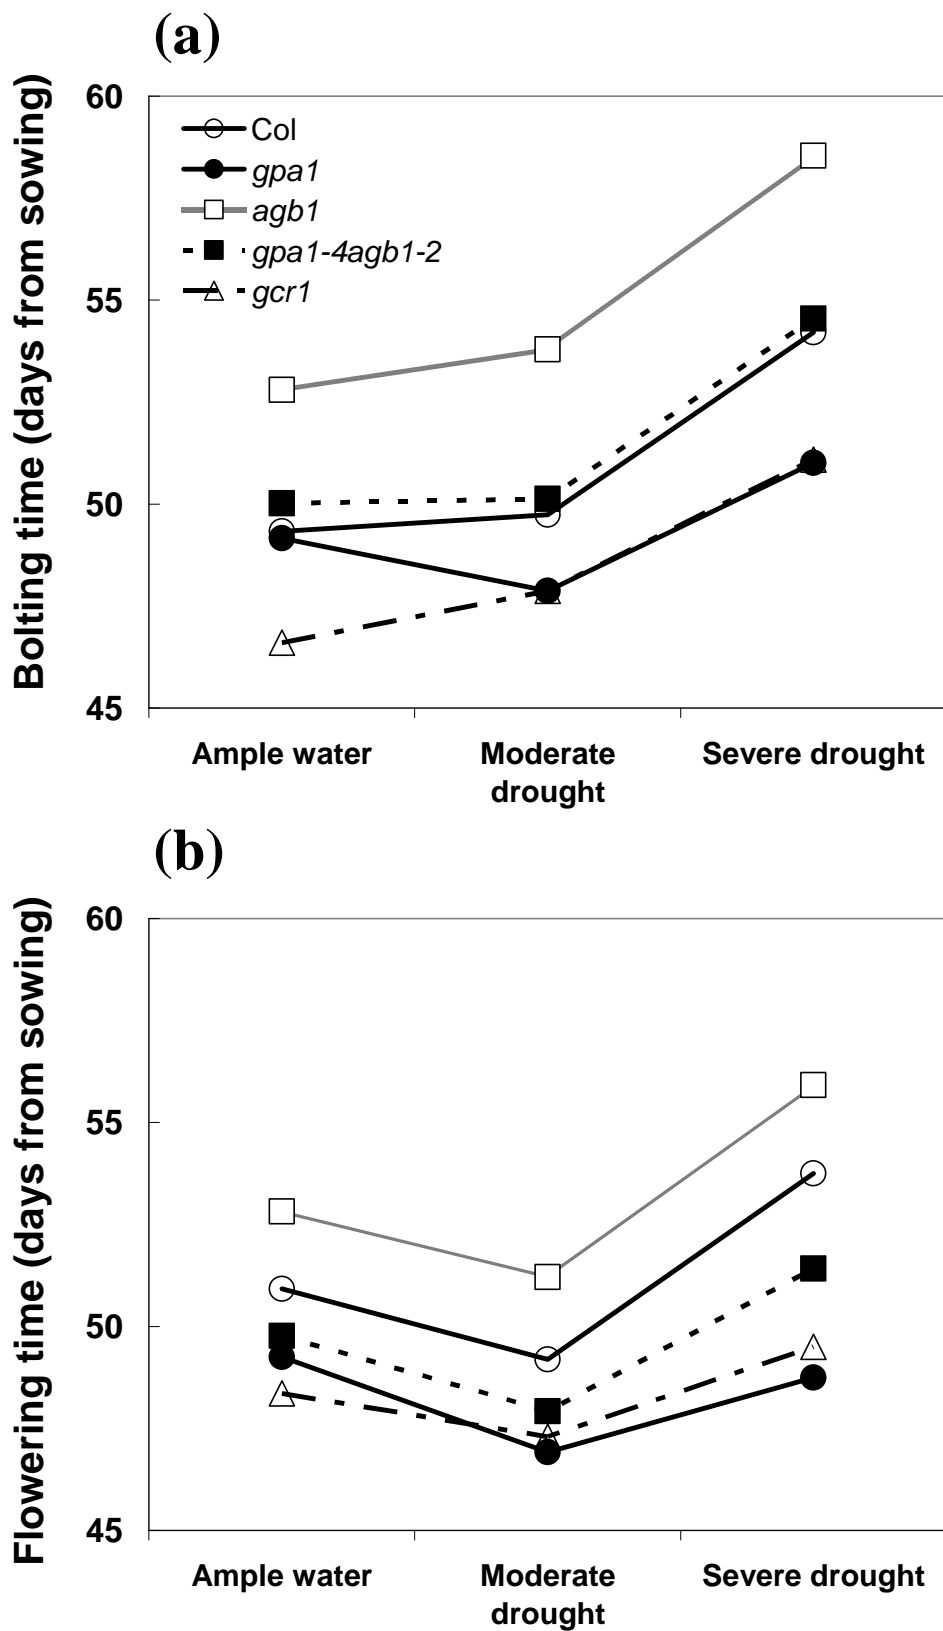 (a)
Bolting time (days from sowing)
60
55
50
45
Col
gpa1
agb1
gpa1-4agb1-2
gcr1
Ample water
Moderate
drought
Severe drought
(b)
Flowering time (days from sowing)
60
55
50
45
Ample water
Moderate
drought
Severe drought